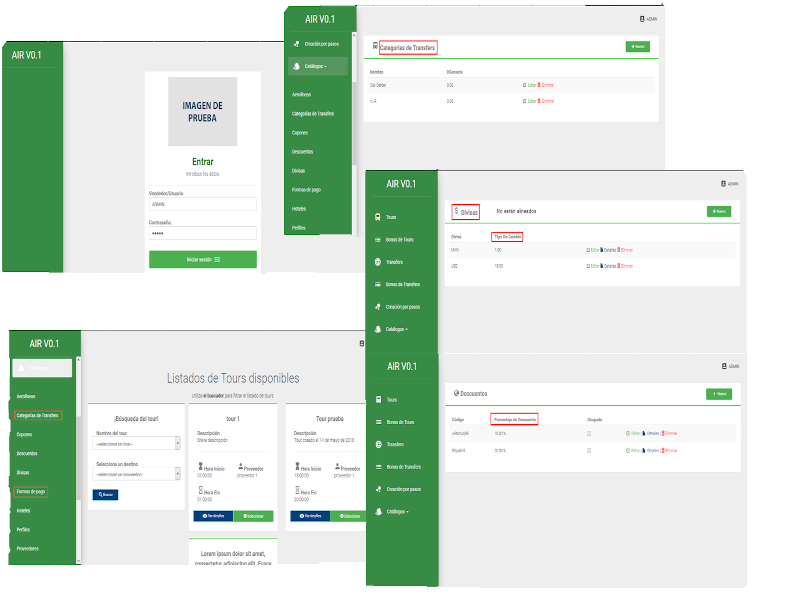 AIR V0.1
IMAGEN DE
PRUEBA
Entrar
Introduce los datos.
Vendedor/Usuario
ADMIN
Contraseña:
•••••
Iniciar sesión
AIR V0.1
Creación por pasos
Catálogos
Aerolíneas
Categorías de Transfers
Cupones
Descuentos
Divisas
Formas de pago
Hoteles
Perfiles
ADMIN
Categorías de Transfers
+ Nuevo
Nombre
Call Center
0.00
Editar Eliminar
0.00
Editar Eliminar
AIR V0.1
Tours
Bonos de Tours
Transfers
Bonos de Transfers
Creación por pasos
Catálogos
ADMIN
$ Divisas
No están alineados
+ Nuevo
Divisa
Tipo De Cambio
MXN
1.00
Editar Detalles Eliminar
USD
18.00
Editar Detalles Eliminar
AIR V0.1
Categorías de Transfers
Aerolíneas
Cupones
Descuentos
Divisas
Formas de pago
Hoteles
Perfiles
Proveedores
Listados de Tours disponibles
Utiliza el buscador para filtrar el listado de tours.
¡Búsqueda del tour!
Nombre del tour
--seleccione un tour--
Selecciona un destino
--seleccione un proveedor--
Buscar
tour 1
Descripción
Breve descripción
Hora Inicio
01:00:00
Proveedor
proveedor 1
Hora Fin
01:00:00
Ver detalles
Seleccionar
Tour prueba
Descripción
Tour creado el 14 de mayo de 2018
Hora Inicio
13:00:00
Proveedor
proveedor 1
Hora Fin
20:00:00
Ver detalles
Seleccionar
Lorem ipsum dolor sit amet,
consectetur adipiscing elit. Fusce
AIR V0.1
Tours
Bonos de Tours
Transfers
Bonos de Transfers
Creación por pasos
Catálogos
ADMIN
Descuentos
+ Nuevo
Código
Porcentaje de Descuento
Ocupado
10.00 %
Editar Detalles Eliminar
20.00 %
Editar Detalles Eliminar